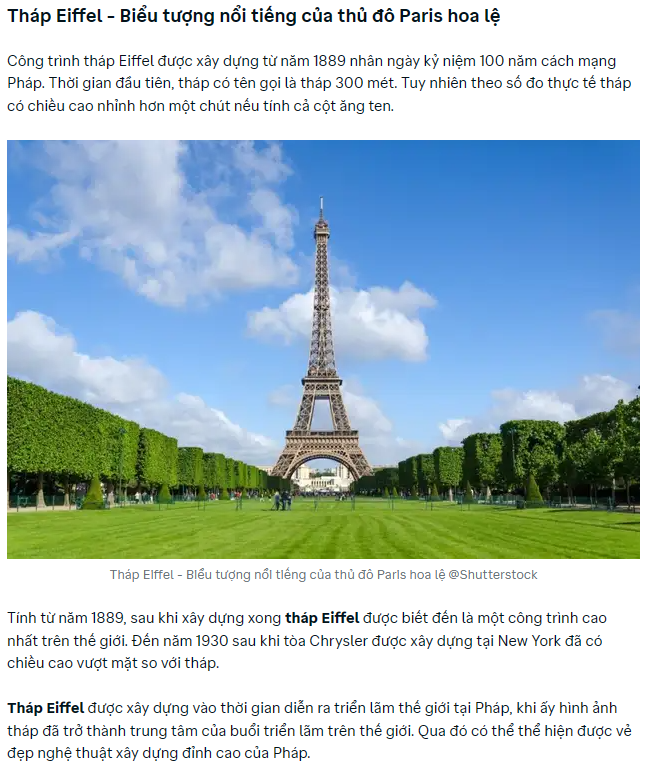 Tháp Eiffel - Biểu tượng nổi tiếng của thủ đô Paris hoa lệ
Công trình tháp Eiffel được xây dựng từ năm 1889 nhân ngày kỷ niệm 100 năm cách mạng
Pháp. Thời gian đầu tiên, tháp có tên gọi là tháp 300 mét. Tuy nhiên theo số đo thực tế tháp
có chiều cao nhỉnh hơn một chút nếu tính cả cột ăng ten.
Tháp Eiffel - Biểu tượng nổi tiếng của thủ đô Paris hoa lệ @Shutterstock
Tính từ năm 1889, sau khi xây dựng xong tháp Eiffel được biết đến là một công trình cao
nhất trên thế giới. Đến năm 1930 sau khi tòa Chrysler được xây dựng tại New York đã có
chiều cao vượt mặt so với tháp.
Tháp Eiffel được xây dựng vào thời gian diễn ra triển lãm thế giới tại Pháp, khi ấy hình ảnh
tháp đã trở thành trung tâm của buổi triển lãm trên thế giới. Qua đó có thể thể hiện được vẻ
đẹp nghệ thuật xây dựng đỉnh cao của Pháp.